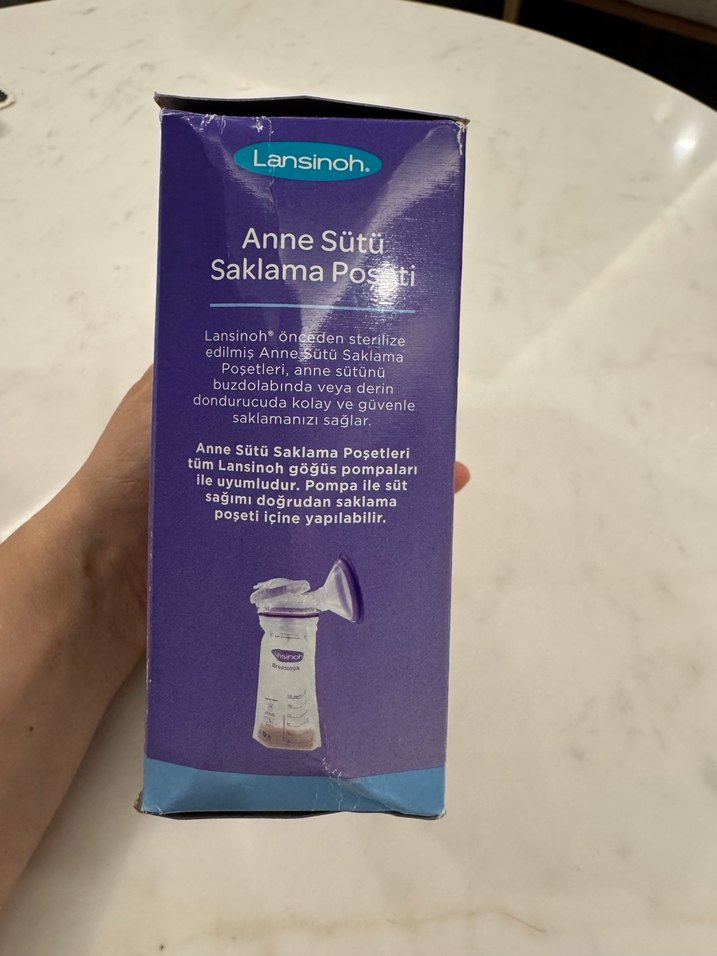 Lansinoh®
Anne Sütü
Saklama Poşeti
Lansinoh® önceden sterilize
edilmiş Anne Sütü Saklama
Poşetleri, anne sütünü
buzdolabında veya derin
dondurucuda kolay ve güvenle
saklamanızı sağlar.
Anne Sütü Saklama Poşetleri
tüm Lansinoh göğüs pompaları
ile uyumludur. Pompa ile süt
sağımı doğrudan saklama
poşeti içine yapılabilir.
Lansinoh
Breastmilk